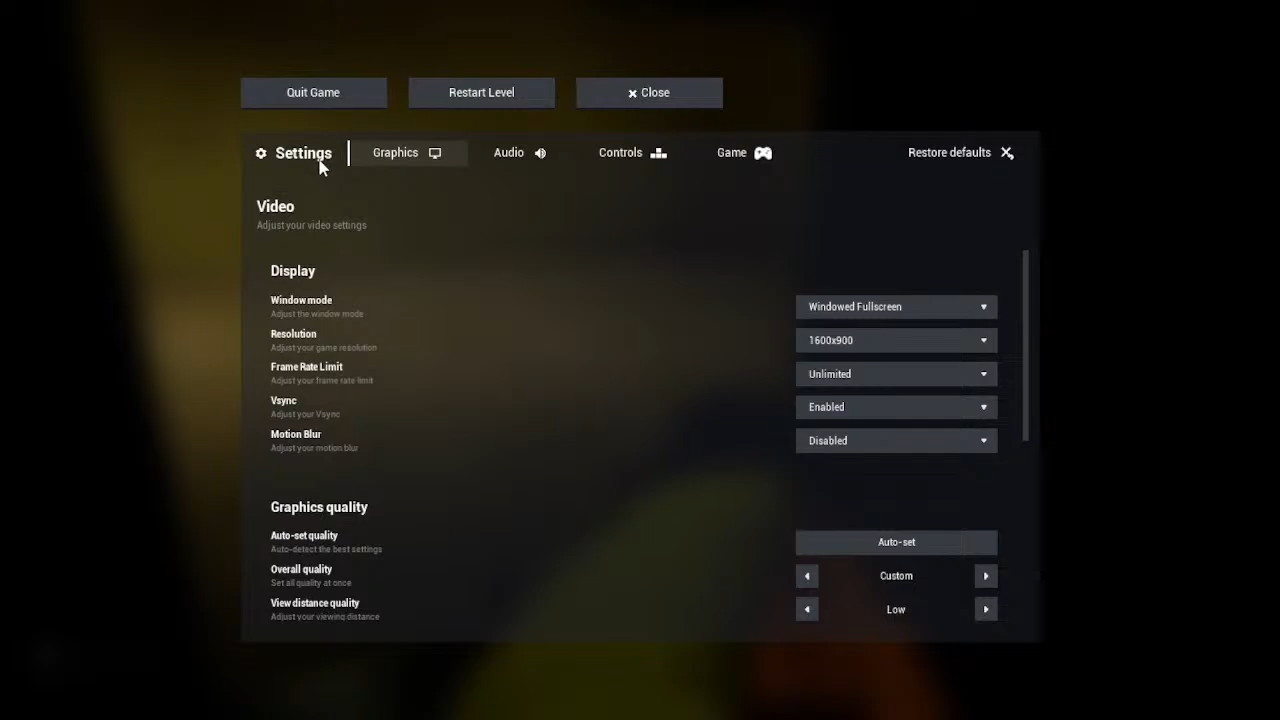 Quit Game
Restart Level
Close
Settings
Graphics
Audio
Controls
Game
Restore defaults
Video
Adjust your video settings
Display
Window mode
Windowed Fullscreen
Adjust the window mode
Resolution
1600x900
Adjust your game resolution
Frame Rate Limit
Unlimited
Adjust your frame rate limit
Vsync
Enabled
Adjust your Vsync
Motion Blur
Disabled
Adjust your motion blur
Graphics quality
Auto-set quality
Auto-set
Auto-detect the best settings
Overall quality
Custom
Set all quality at once
View distance quality
Low
Adjust your viewing distance